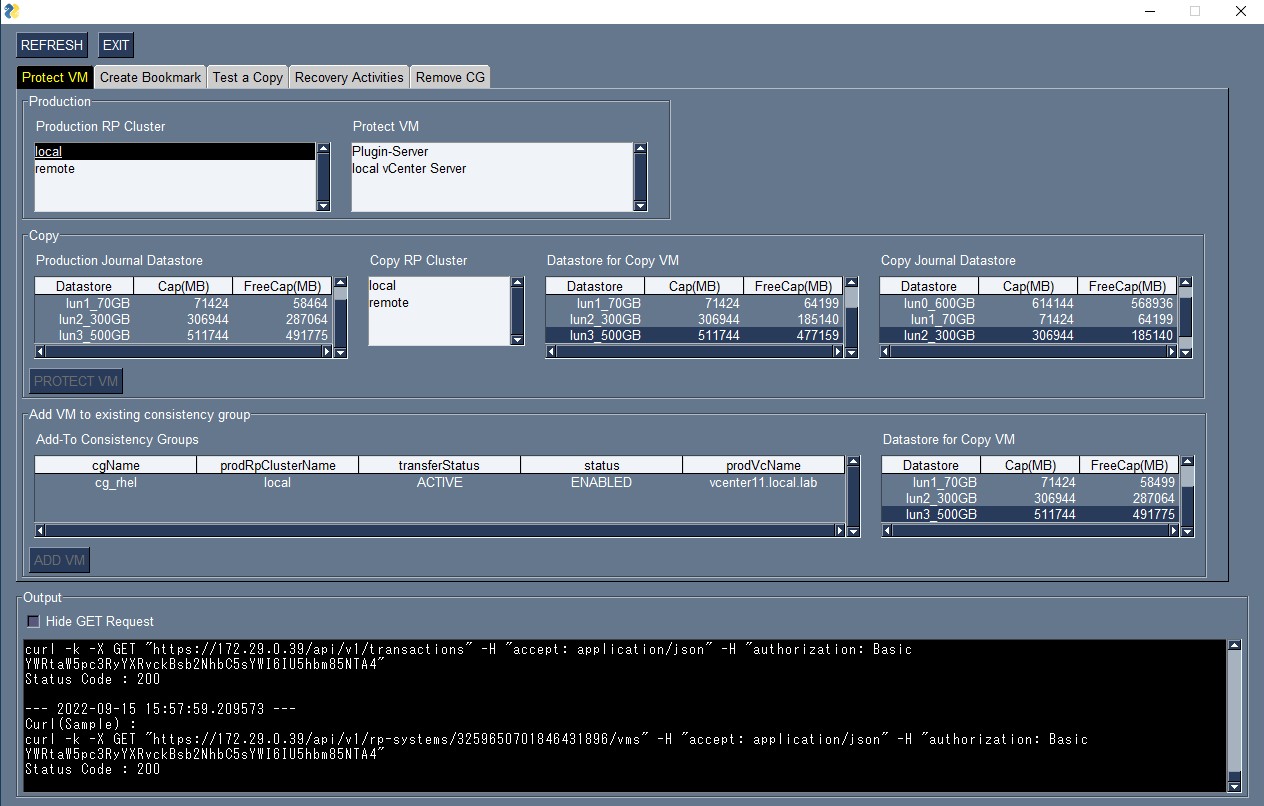 REFRESH EXIT
Protect VM Create Bookmark Test a Copy Recovery Activities Remove CG
Production
Production RP Cluster Protect VM
local Plugin-Server
remote local vCenter Server
Copy
Production Journal Datastore Copy RP Cluster Datastore for Copy VM Copy Journal Datastore
Datastore Cap(MB) FreeCap(MB) local Datastore Cap(MB) FreeCap(MB) Datastore Cap(MB) FreeCap(MB)
lun1_70GB 71424 58464 remote lun1_70GB 71424 64199 lun0_600GB 614144 568936
lun2_300GB 306944 287064 lun2_300GB 306944 185140 lun1_70GB 71424 64199
lun3_500GB 511744 491775 lun3_500GB 511744 477159 lun2_300GB 306944 185140
PROTECT VM
Add VM to existing consistency group
Add-To Consistency Groups Datastore for Copy VM
cgName prodRpClusterName transferStatus status prodVcName Datastore Cap(MB) FreeCap(MB)
cg_rhel local ACTIVE ENABLED vcenter11.local.lab lun1_70GB 71424 58499
lun2_300GB 306944 287064
lun3_500GB 511744 491775
ADD VM
Output
Hide GET Request
curl -k -X GET "https://172.29.0.39/api/v1/transactions" -H "accept: application/json" -H "authorization: Basic
YWRtaW5pc3RyYXRvckBsb2NhbC5sYWI6IU5hbm85NTA4"
Status Code : 200
--- 2022-09-15 15:57:59.209573 ---
Curl(Sample) :
curl -k -X GET "https://172.29.0.39/api/v1/rp-systems/3259650701846431896/vms" -H "accept: application/json" -H "authorization: Basic
YWRtaW5pc3RyYXRvckBsb2NhbC5sYWI6IU5hbm85NTA4"
Status Code : 200